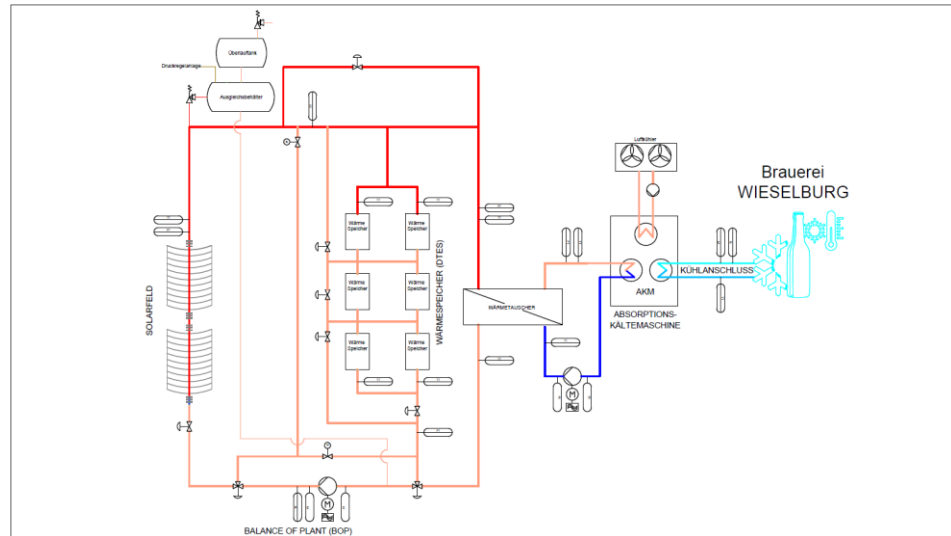 Überlauftank
Druckregelanlage
Ausgleichsbehälter
Luftkühler
Brauerei
WIESELBURG
Wärme
Speicher
Wärme
Speicher
Wärme
Speicher
Wärme
Speicher
Wärme
Speicher
Wärme
Speicher
SOLARFELD
WÄRMESPEICHER (DTES)
WÄRMETAUSCHER
KÜHLANSCHLUSS
AKM
ABSORPTIONS-
KÄLTEMASCHINE
M
M
BALANCE OF PLANT (BOP)